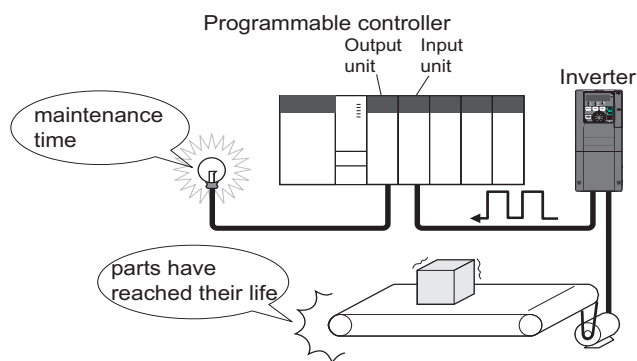 Programmable controller
Output
unit
Input
unit
Inverter
maintenance
time
parts have
reached their life